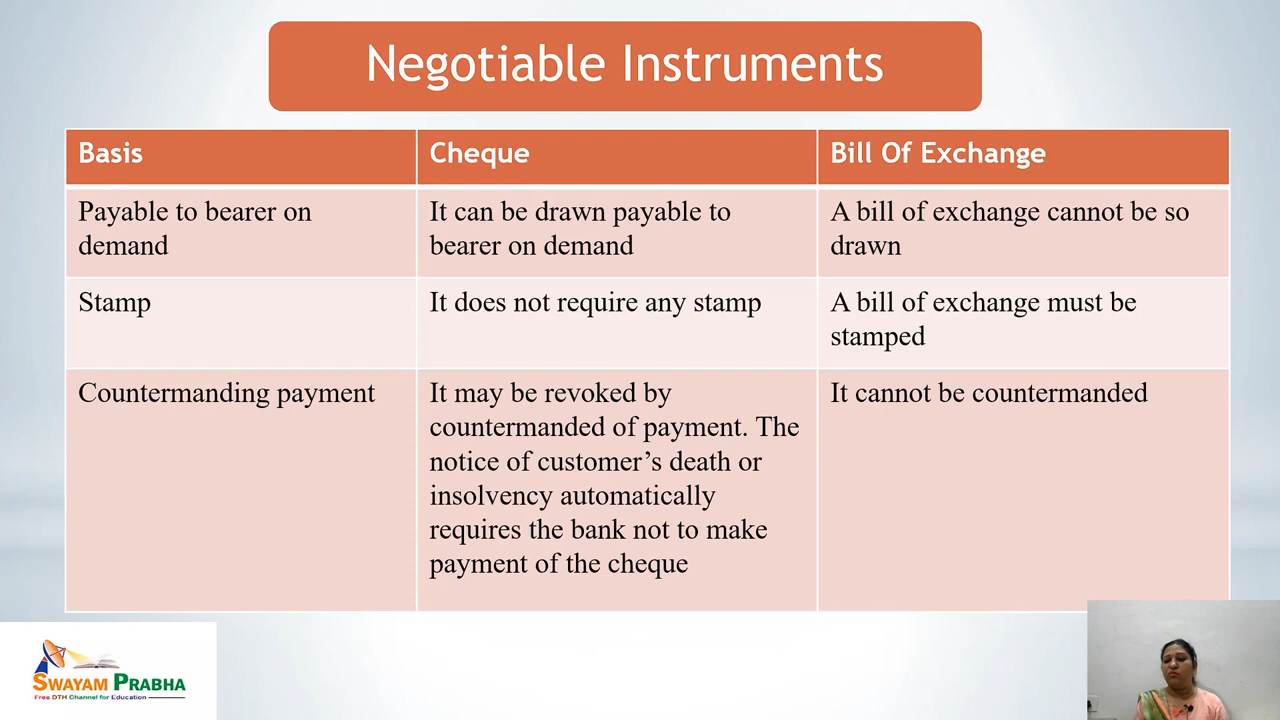 Negotiable Instruments
Basis
Cheque
Bill Of Exchange
Payable to bearer on
demand
It can be drawn payable to
bearer on demand
A bill of exchange cannot be so
drawn
Stamp
It does not require any stamp
A bill of exchange must be
stamped
Countermanding payment
It may be revoked by
countermanded of payment. The
notice of customer’s death or
insolvency automatically
requires the bank not to make
payment of the cheque
It cannot be countermanded
SWAYAM PRABHA
Free DTH Channel for Education